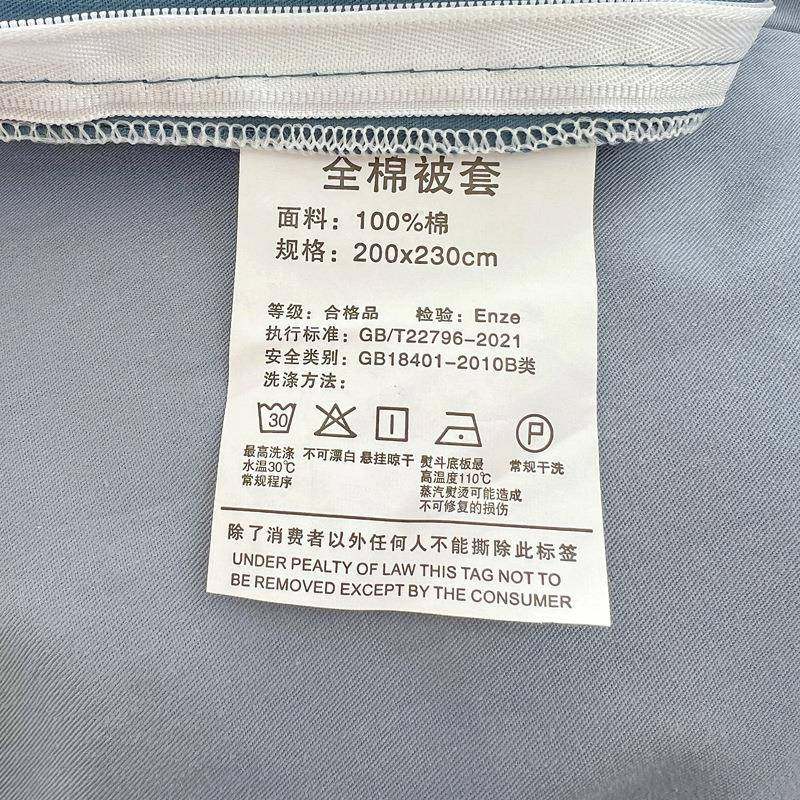 全棉被套
面料：100%棉
规格：200x230cm
等级：合格品 检验：Enze
执行标准：GB/T22796-2021
安全类别：GB18401-2010B类
洗涤方法：
30 P
最高洗涤
水温30℃
常规程序
不可漂白
悬挂晾干
熨斗底板最
高温度110℃
蒸汽熨烫可能造成
不可修复的损伤
常规干洗
除了消费者以外任何人不能撕除此标签
UNDER PEALTY OF LAW THIS TAG NOT TO
BE REMOVED EXCEPT BY THE CONSUMER